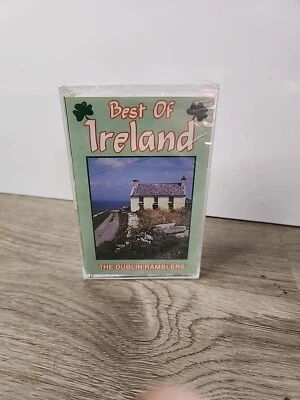 Best Of
Ireland
THE DUBLIN RAMBLERS